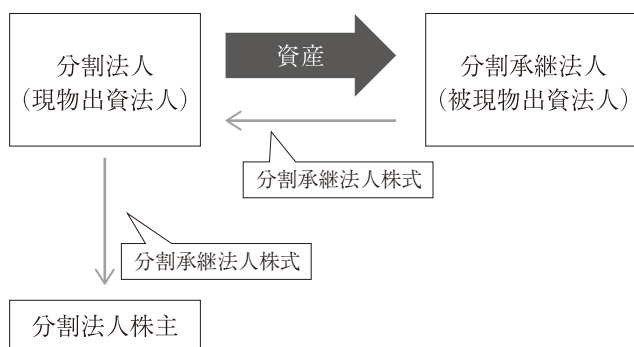 分割法人
（現物出資法人）
資産
分割承継法人
（被現物出資法人）
分割承継法人株式
分割承継法人株式
分割法人株主